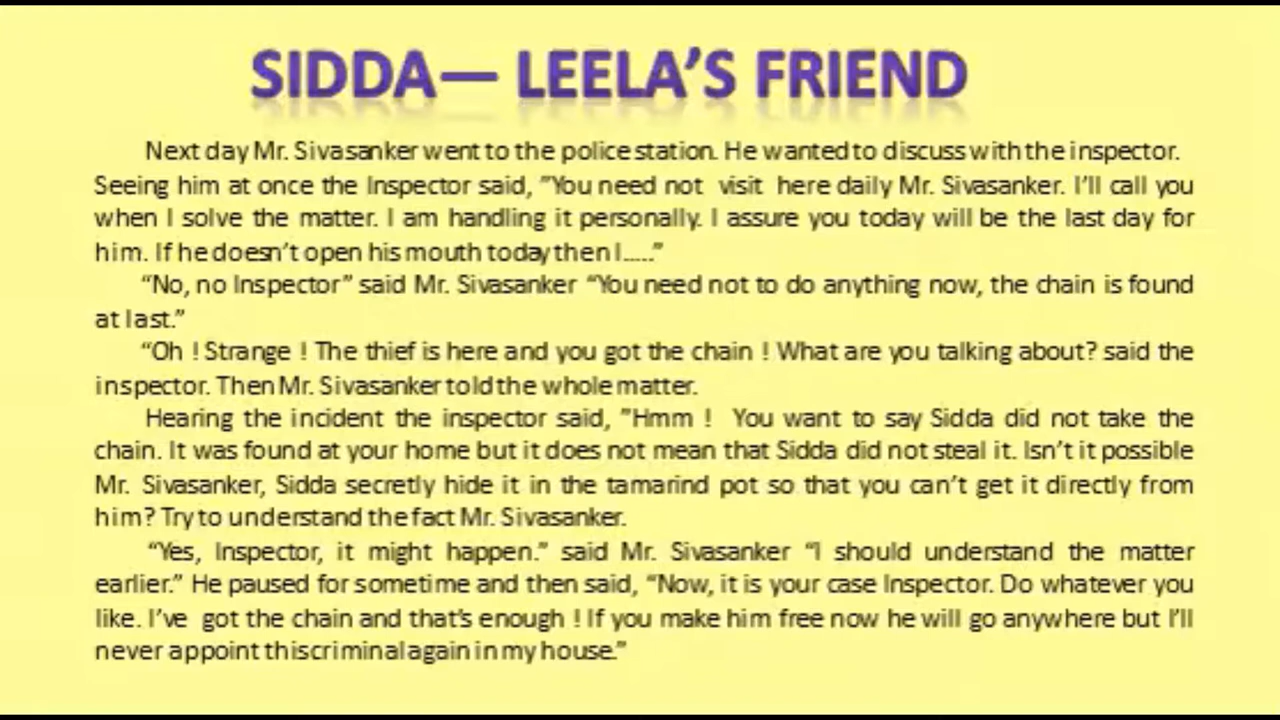 SIDDA— LEELA'S FRIEND
Next day Mr. Sivasanker went to the police station. He wanted to discuss with the inspector.
Seeing him at once the Inspector said, "You need not visit here daily Mr. Sivasanker. I'll call you
when I solve the matter. I am handling it personally. I assure you today will be the last day for
him. If he doesn't open his mouth today then I....."
"No, no Inspector" said Mr. Sivasanker "You need not to do anything now, the chain is found
at last."
"Oh ! Strange ! The thief is here and you got the chain ! What are you talking about? said the
inspector. Then Mr. Sivasanker told the whole matter.
Hearing the incident the inspector said, "Hmm ! You want to say Sidda did not take the
chain. It was found at your home but it does not mean that Sidda did not steal it. Isn't it possible
Mr. Sivasanker, Sidda secretly hide it in the tamarind pot so that you can't get it directly from
him? Try to understand the fact Mr. Sivasanker.
"Yes, Inspector, it might happen." said Mr. Sivasanker "I should understand the matter
earlier." He paused for sometime and then said, "Now, it is your case Inspector. Do whatever you
like. I've got the chain and that's enough ! If you make him free now he will go anywhere but I'll
never appoint this criminal again in my house."